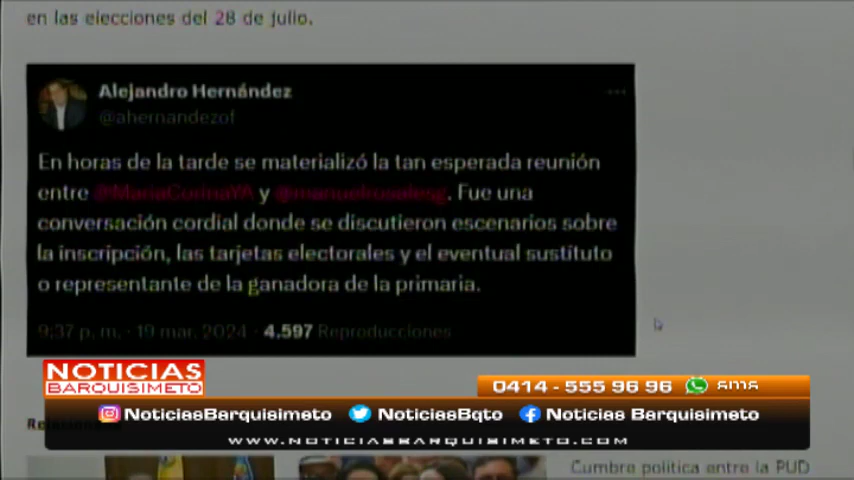 en las elecciones del 28 de julio.
Alejandro Hernández
@ahernandezof
En horas de la tarde se materializó la tan esperada reunión
entre @MariaCorinaYA y @manuelrosalesg. Fue una
conversación cordial donde se discutieron escenarios sobre
la inscripción, las tarjetas electorales y el eventual sustituto
o representante de la ganadora de la primaria.
9:37 p. m. · 19 mar. 2024 · 4.597 Reproducciones
NOTICIAS
BARQUISIMETO
0414 - 555 96 96
NoticiasBarquisimeto NoticiasBqto Noticias Barquisimeto
www.noticiasbarquisimeto.com
Cumbre política entre la PUD